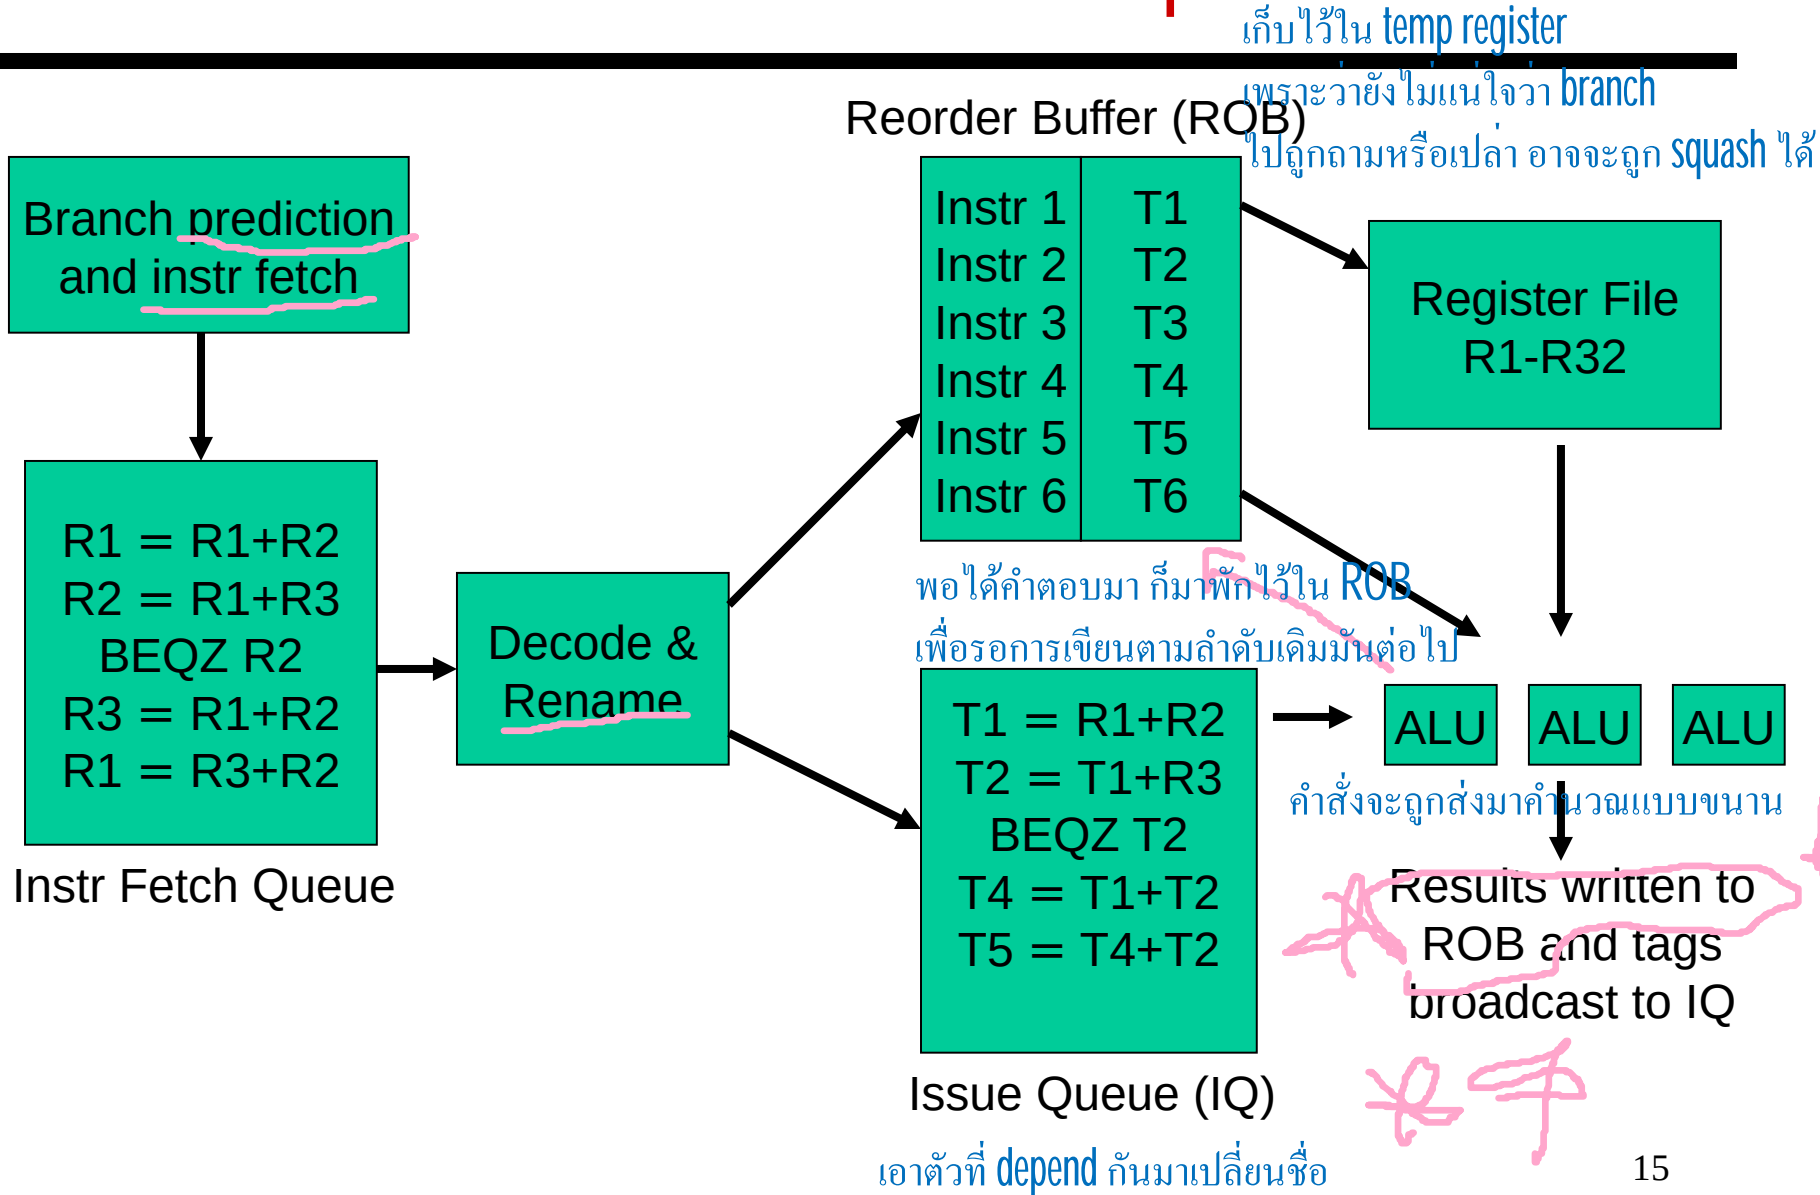 เก็บไว้ใน temp register
เพราะว่ายังไม่แน่ใจว่า branch
ไปถูกถามหรือเปล่า อาจจะถูก squash ได้
Reorder Buffer (ROB)
Branch prediction
and instr fetch
Instr 1 T1
Instr 2 T2
Instr 3 T3
Instr 4 T4
Instr 5 T5
Instr 6 T6
Register File
R1-R32
R1 = R1+R2
R2 = R1+R3
BEQZ R2
R3 = R1+R2
R1 = R3+R2
Instr Fetch Queue
Decode &
Rename
พอได้คำตอบมา ก็มาพักไว้ใน ROB
เพื่อรอการเขียนตามลำดับเดิมมันต่อไป
T1 = R1+R2
T2 = T1+R3
BEQZ T2
T4 = T1+T2
T5 = T4+T2
Issue Queue (IQ)
เอาตัวที่ depend กันมาเปลี่ยนชื่อ
ALU ALU ALU
คำสั่งจะถูกส่งมาคำนวณแบบขนาน
Results written to
ROB and tags
broadcast to IQ
15